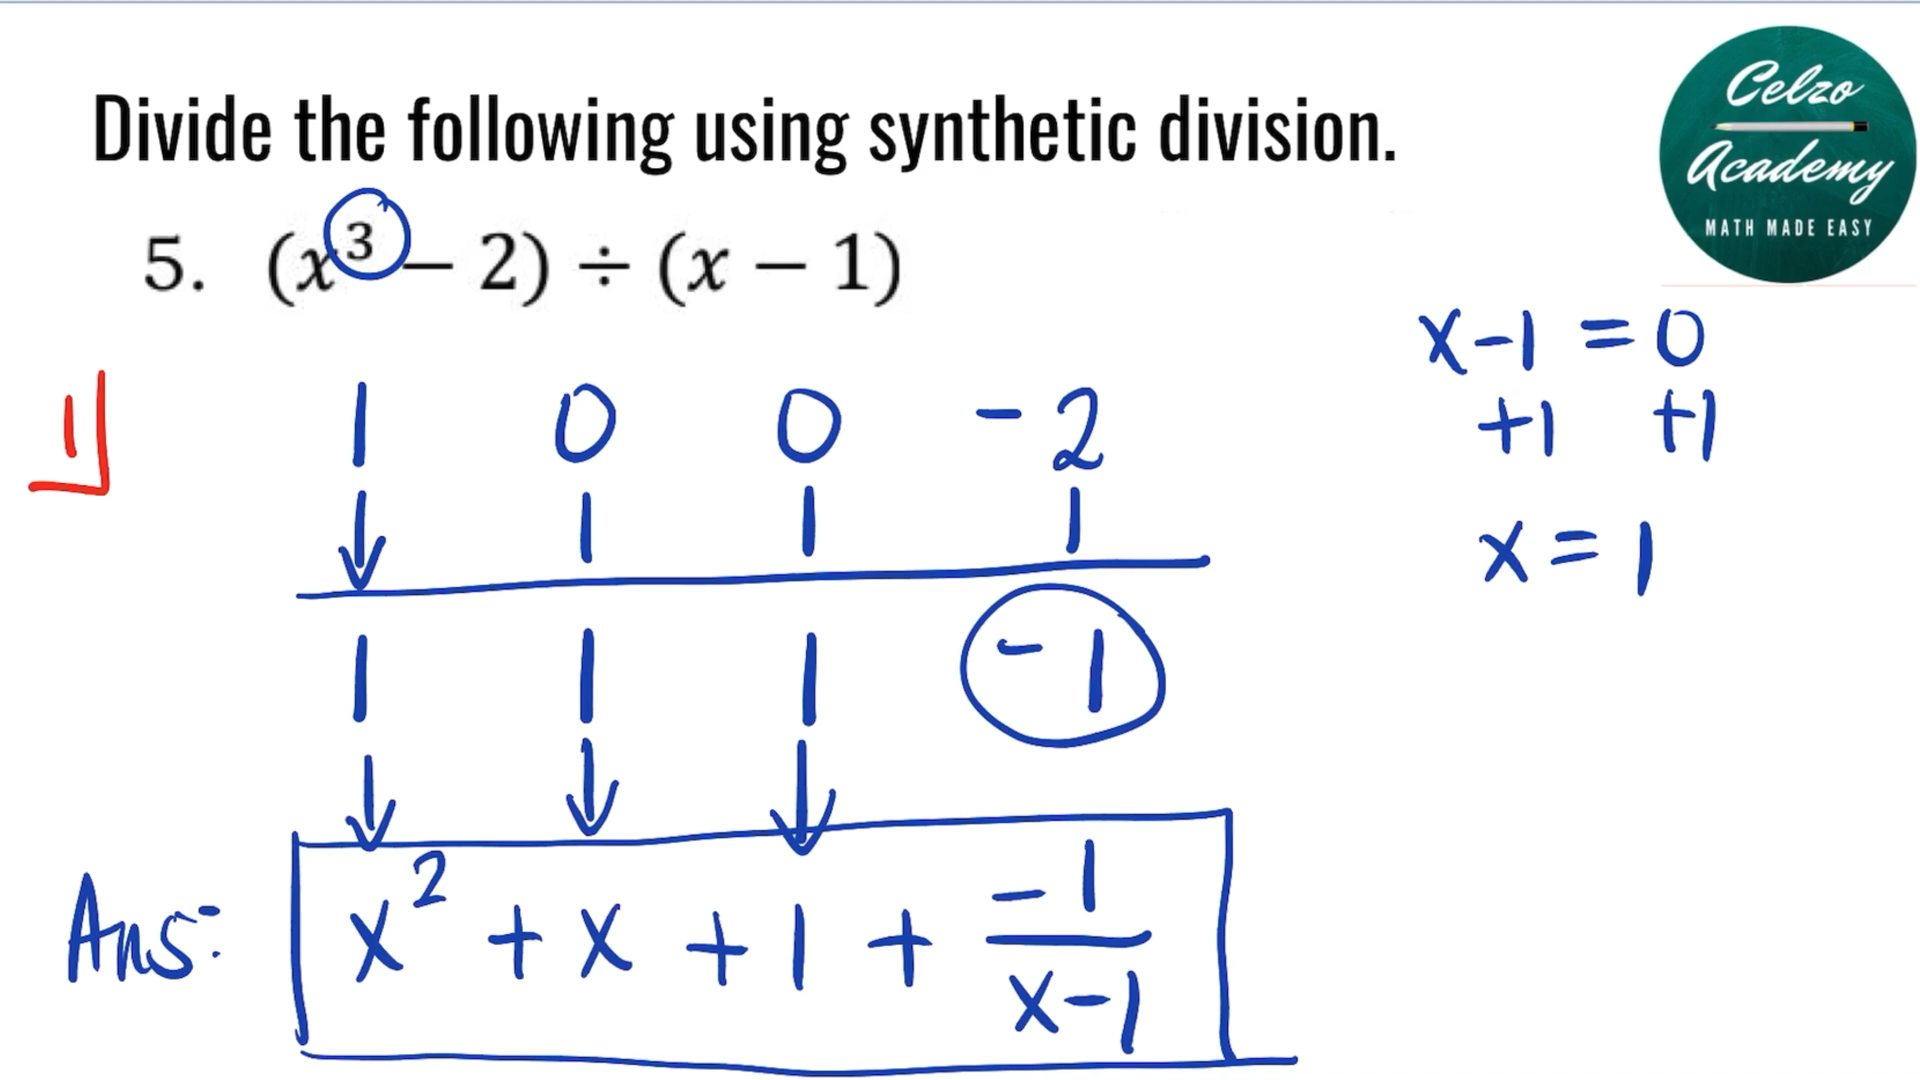 Celzo
Academy
MATH MADE EASY
Divide the following using synthetic division.
5. (x³ − 2) ÷ (x − 1)
x-1 = 0
+1 +1
x = 1
1 1 0 0 -2
1 1 1
1 1 1 -1
Ans: x² + x + 1 + -1
x-1